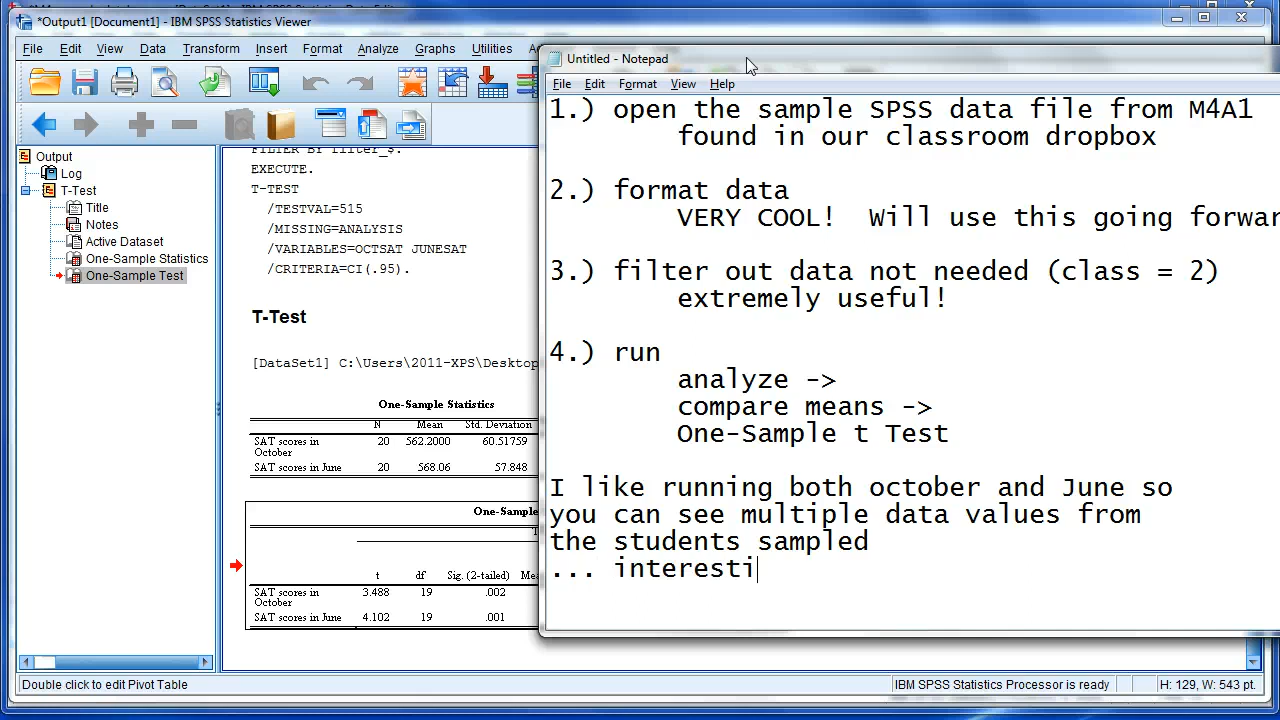 *Output1 [Document1] - IBM SPSS Statistics Viewer
File Edit View Data Transform Insert Format Analyze Graphs Utilities
Untitled - Notepad
File Edit Format View Help
Output
Log
T-Test
Title
Notes
Active Dataset
One-Sample Statistics
One-Sample Test
FILTER BY filter_$.
EXECUTE.
T-TEST
/TESTVAL=515
/MISSING=ANALYSIS
/VARIABLES=OCTSAT JUNESAT
/CRITERIA=CI(.95).
T-Test
[DataSet1] C:\Users\2011-XPS\Desktop
One-Sample Statistics
N Mean Std. Deviation
SAT scores in
October 20 562.2000 60.51759
SAT scores in June 20 568.06 57.848
One-Sample
t df Sig. (2-tailed)
SAT scores in
October 3.488 19 .002
SAT scores in June 4.102 19 .001
1.) open the sample SPSS data file from M4A1
found in our classroom dropbox
2.) format data
VERY COOL! Will use this going forwar
3.) filter out data not needed (class = 2)
extremely useful!
4.) run
analyze ->
compare means ->
One-Sample t Test
I like running both october and June so
you can see multiple data values from
the students sampled
... interesti
Double click to edit Pivot Table
IBM SPSS Statistics Processor is ready
H: 129, W: 543 pt.